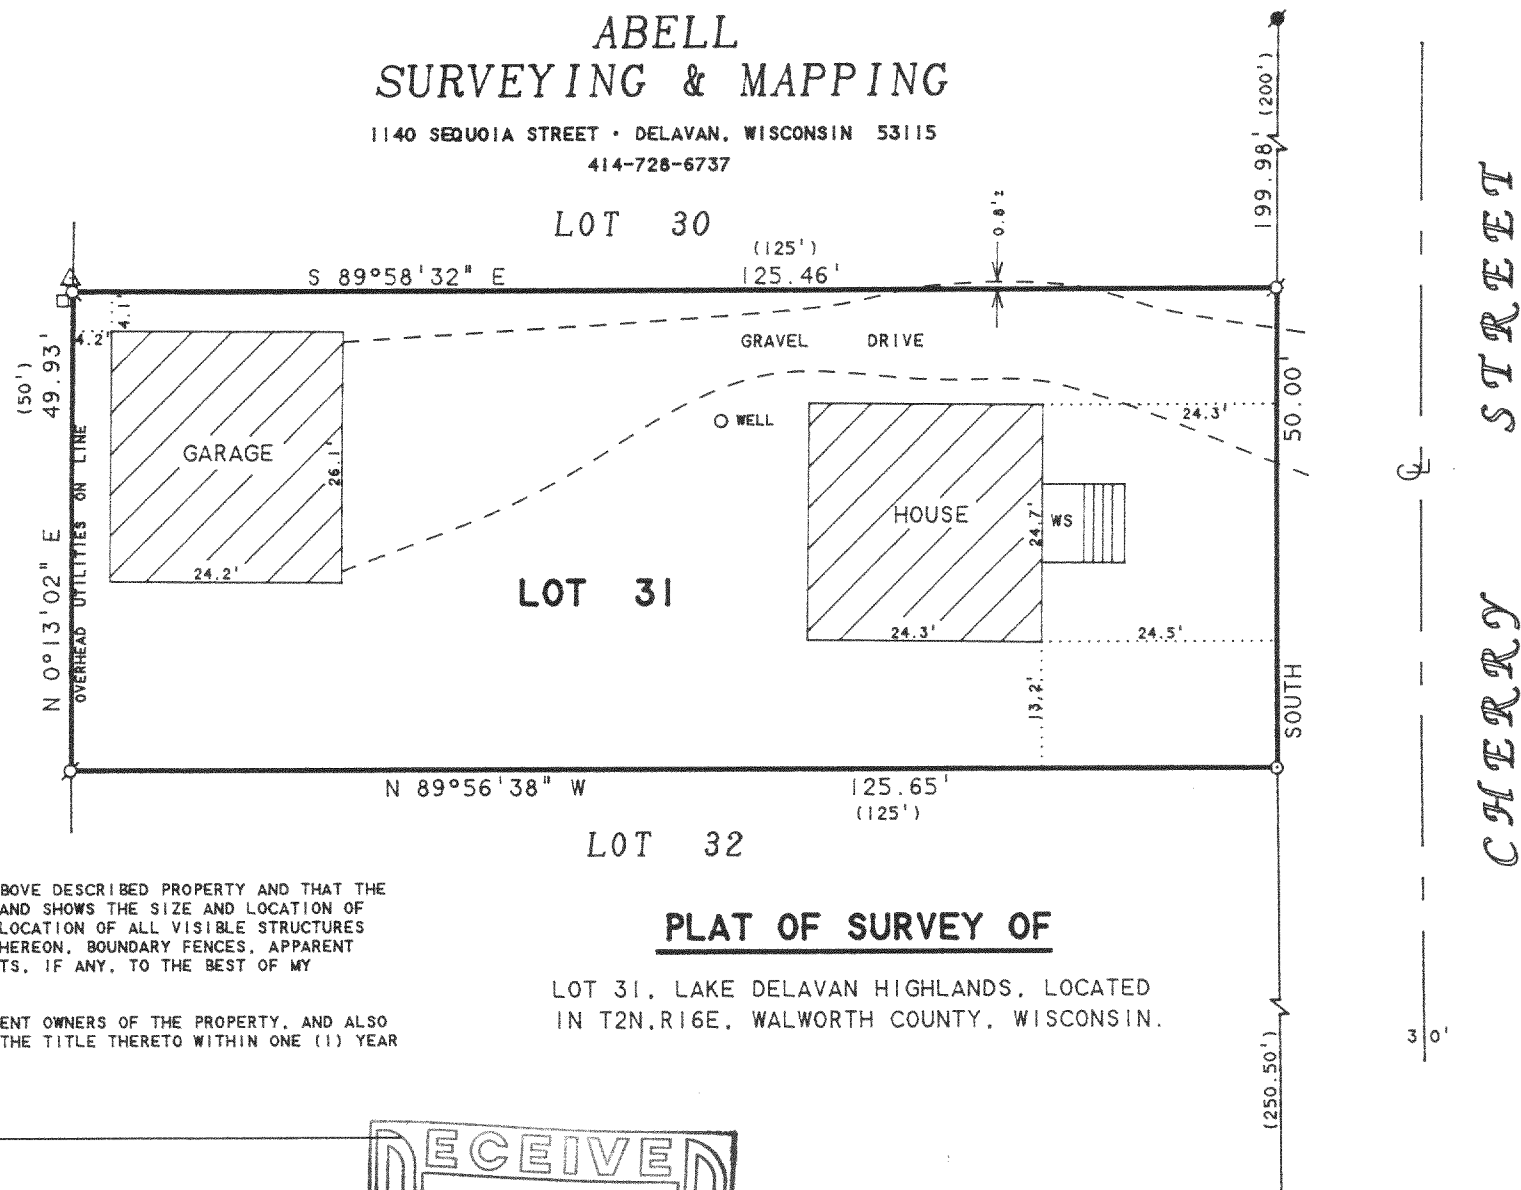 ABELL
SURVEYING & MAPPING
1140 SEQUOIA STREET · DELAVAN, WISCONSIN 53115
414-728-6737
LOT 30
(125')
S 89°58'32" E 125.46'
0.8'±
199.98' (200')
4.1'
4.2'
(50')
49.93'
N 0°13'02" E
OVERHEAD UTILITIES ON LINE
GRAVEL DRIVE
GARAGE
26.1'
24.2'
WELL
LOT 31
HOUSE
24.7'
24.3'
WS
24.3'
24.5'
13.2'
50.00'
SOUTH
CHERRY STREET
CL
N 89°56'38" W 125.65'
(125')
LOT 32
BOVE DESCRIBED PROPERTY AND THAT THE
AND SHOWS THE SIZE AND LOCATION OF
LOCATION OF ALL VISIBLE STRUCTURES
HEREON, BOUNDARY FENCES, APPARENT
TS, IF ANY, TO THE BEST OF MY
ENT OWNERS OF THE PROPERTY, AND ALSO
THE TITLE THERETO WITHIN ONE (1) YEAR
PLAT OF SURVEY OF
LOT 31, LAKE DELAVAN HIGHLANDS, LOCATED
IN T2N,R16E, WALWORTH COUNTY, WISCONSIN.
30'
(250.50')
RECEIVED